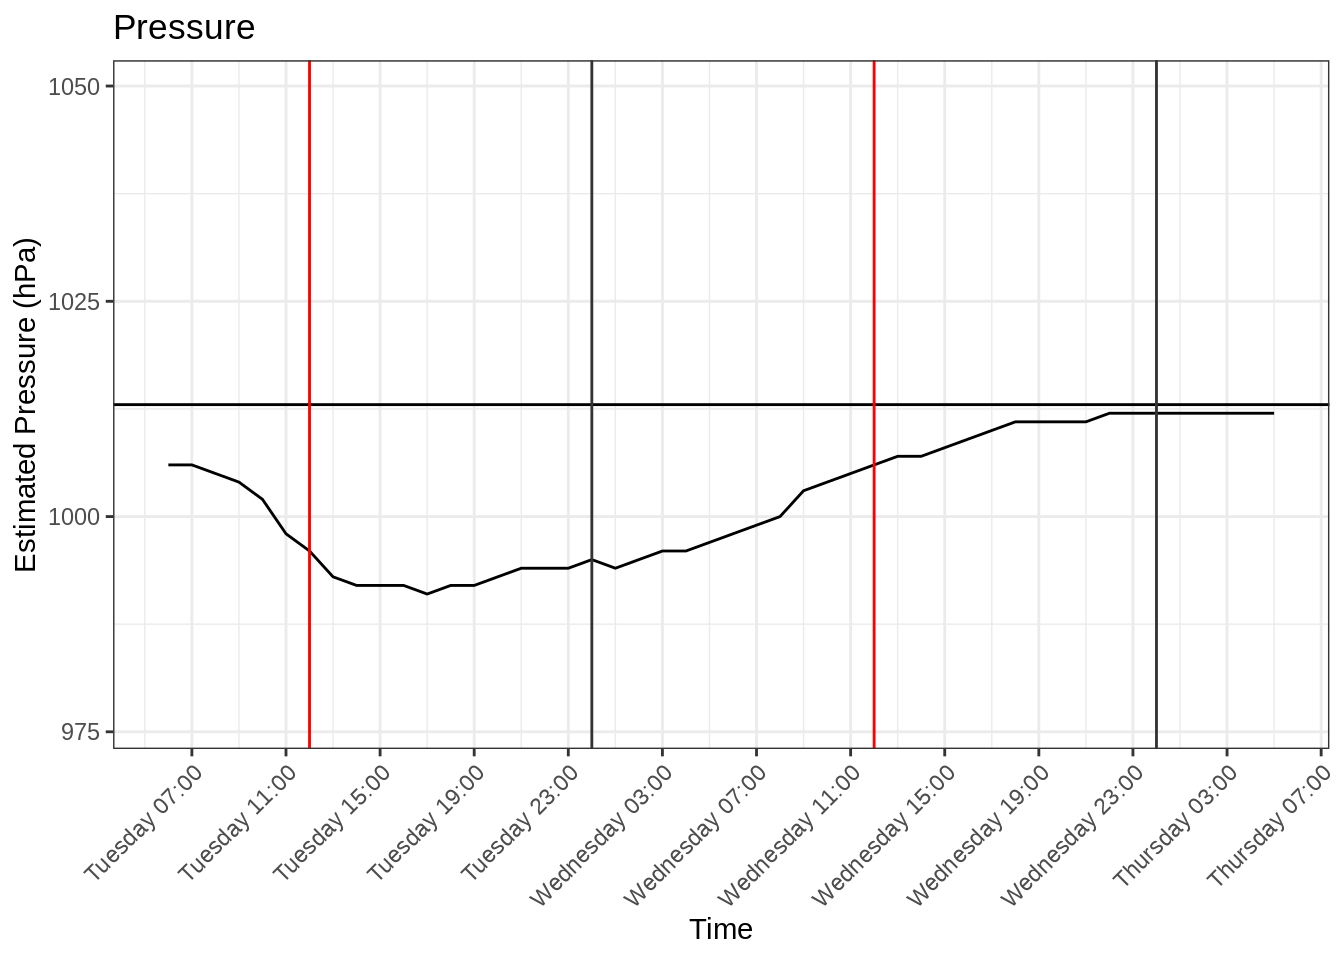 Pressure
Estimated Pressure (hPa)
1050
1025
1000
975
Tuesday 07:00
Tuesday 11:00
Tuesday 15:00
Tuesday 19:00
Tuesday 23:00
Wednesday 03:00
Wednesday 07:00
Wednesday 11:00
Wednesday 15:00
Wednesday 19:00
Wednesday 23:00
Thursday 03:00
Thursday 07:00
Time